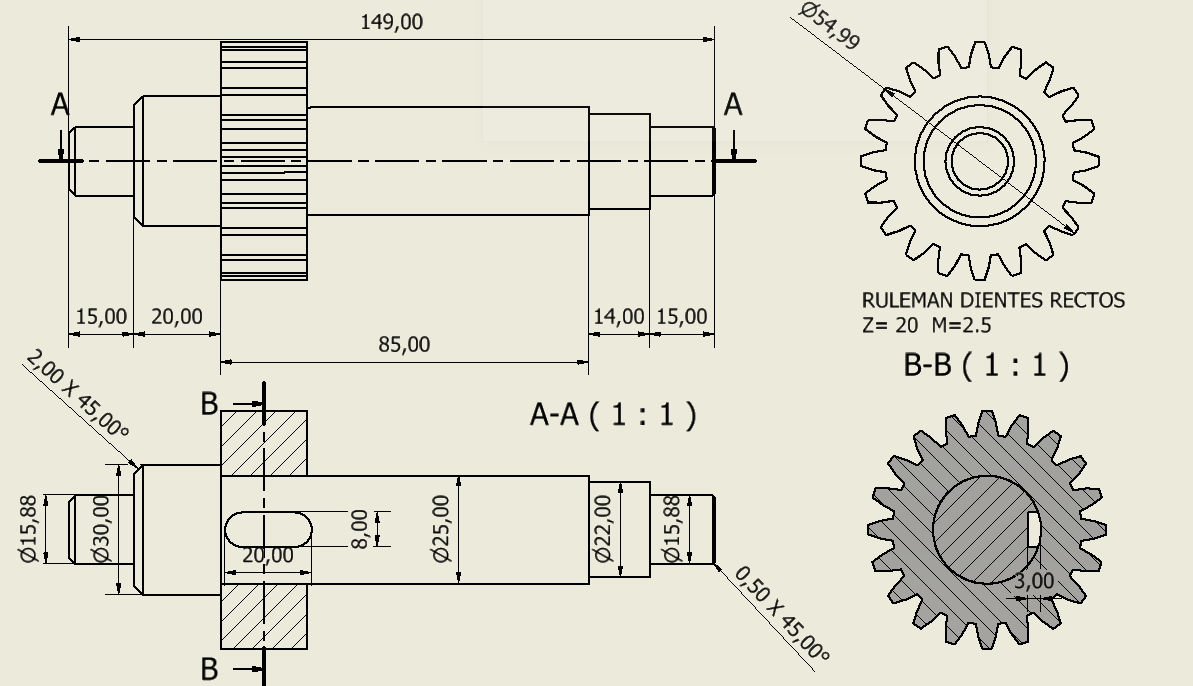 149,00
Ø54,99
A
A
15,00
20,00
14,00
15,00
85,00
RULEMAN DIENTES RECTOS
Z= 20 M=2.5
B-B ( 1 : 1 )
2,00 X 45,00°
B
A-A ( 1 : 1 )
Ø15,88
Ø30,00
20,00
8,00
Ø25,00
Ø22,00
Ø15,88
0,50 X 45,00°
3,00
B